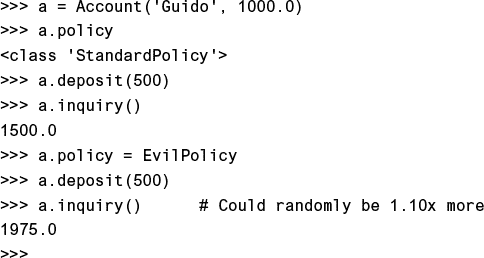 >>> a = Account('Guido', 1000.0)
>>> a.policy
<class 'StandardPolicy'>
>>> a.deposit(500)
>>> a.inquiry()
1500.0
>>> a.policy = EvilPolicy
>>> a.deposit(500)
>>> a.inquiry()      # Could randomly be 1.10x more
1975.0
>>>